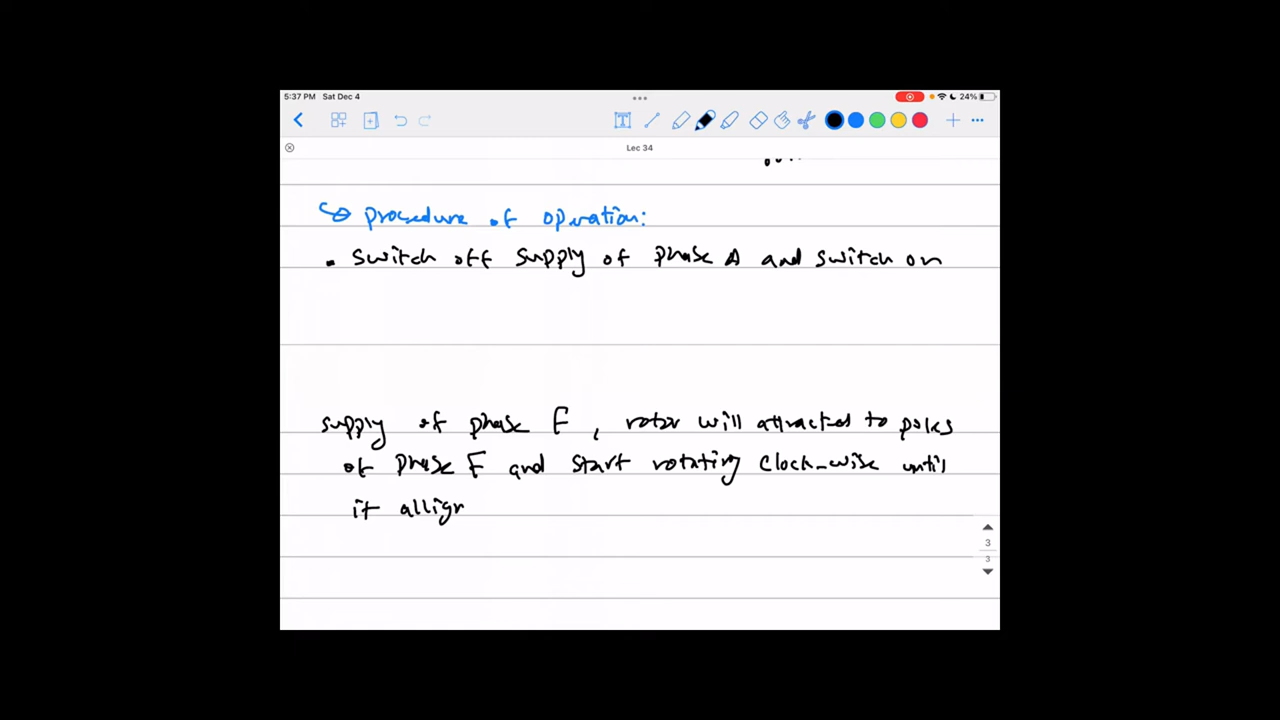 5:37 PM Sat Dec 4
24%
Lec 34
procedure of operation:
. switch off supply of phase A and switch on
supply of phase F, rotor will attracted to poles
of phase F and start rotating clock-wise until
it allign
3
3